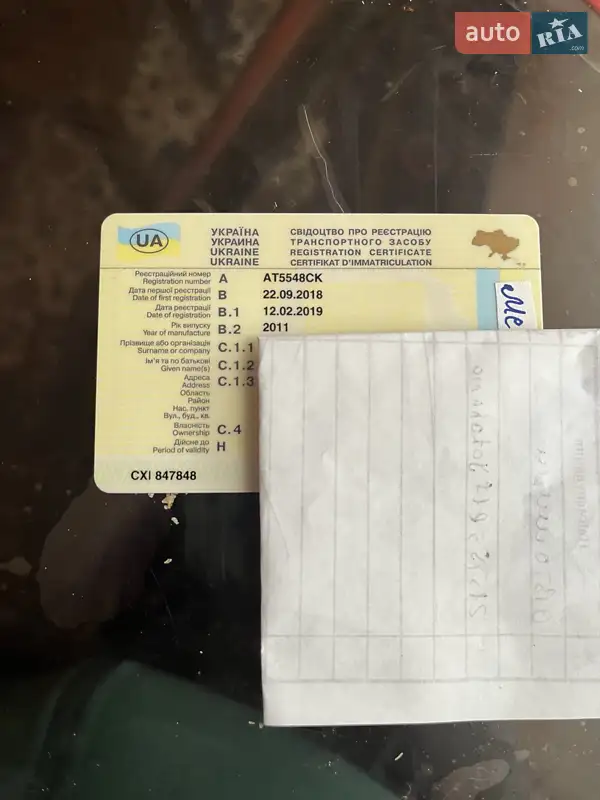 auto RIA .com
UA
УКРАЇНА
УКРАИНА
UKRAINE
UKRAINE
СВІДОЦТВО ПРО РЕЄСТРАЦІЮ
ТРАНСПОРТНОГО ЗАСОБУ
REGISTRATION CERTIFICATE
CERTIFIKAT D'IMMATRICULATION
Реєстраційний номер
Registration number A AT5548CK
Дата першої реєстрації
Date of first registration B 22.09.2018
Дата реєстрації
Date of registration B.1 12.02.2019
Рік випуску
Year of manufacture B.2 2011
Прізвище або організація
Surname or company C.1.1
Ім'я та по батькові
Given name(s) C.1.2
Адреса
Address C.1.3
Область
Район
Нас. пункт
Вул., буд., кв.
Власність
Ownership C.4
Дійсне до
Period of validity H
CXI 847848
Ме